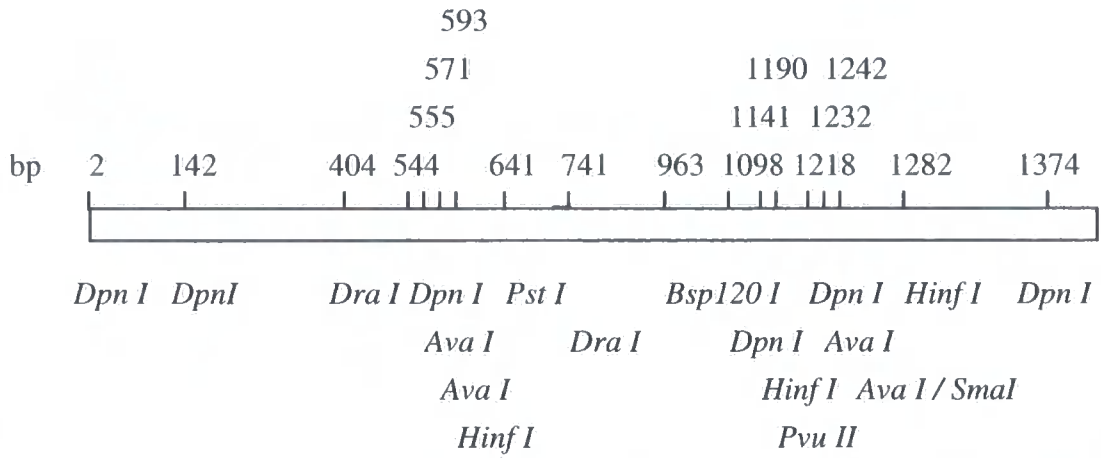 593
571 1190 1242
555 1141 1232
bp 2 142 404 544 641 741 963 1098 1218 1282 1374
Dpn I DpnI Dra I Dpn I Pst I Bsp120 I Dpn I Hinf I Dpn I
Ava I Dra I Dpn I Ava I
Ava I Hinf I Ava I / SmaI
Hinf I Pvu II